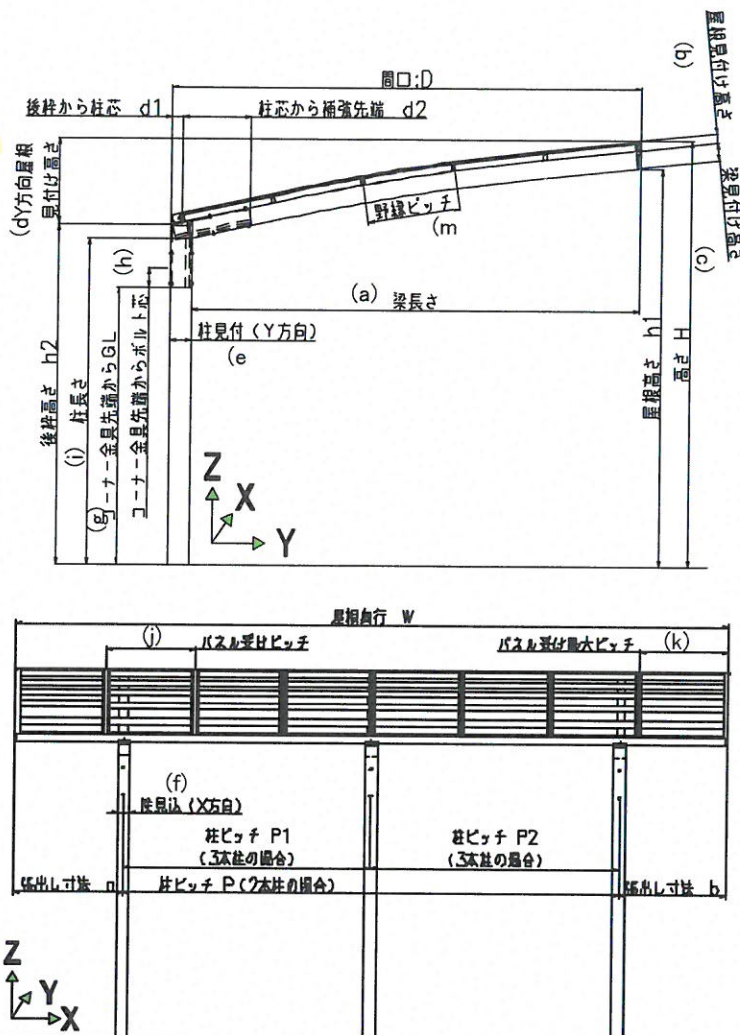 (b)
屋根見付け高さ
間口:D
後枠から柱芯 d1
柱芯から補強先端 d2
(dY方向屋根
見付け高さ
梁見付け高さ
(c)
野縁ピッチ
(m
(h)
(a) 梁長さ
柱見付(Y方向)
(e
後枠高さ h2
(i) 柱長さ
(g)
コーナー金具先端からGL
コーナー金具先端からボルト芯
屋根高さ h1
高さ H
Z
X
Y
W
(j)
パネル受けピッチ
パネル受け最大ピッチ
(k)
(f)
(X方向)
柱ピッチ P1
(3本柱の場合)
柱ピッチ P2
(3本柱の場合)
張出し寸法
柱ピッチ P(2本柱の場合)
張出し寸法 b
Z
Y
X